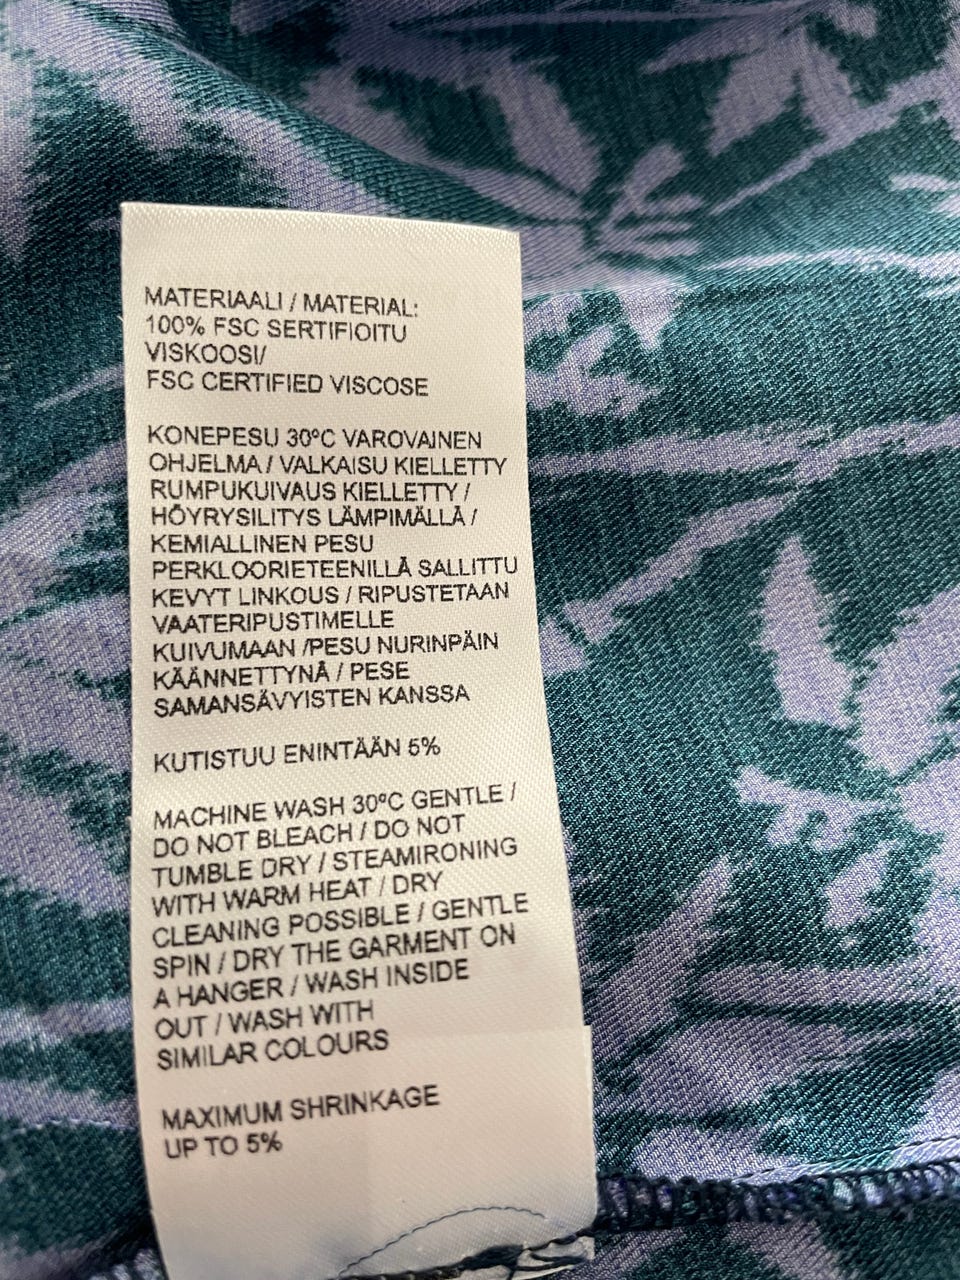 MATERIAALI / MATERIAL:
100% FSC SERTIFIOITU
VISKOOSI/
FSC CERTIFIED VISCOSE
KONEPESU 30ºC VAROVAINEN
OHJELMA / VALKAISU KIELLETTY
RUMPUKUIVAUS KIELLETTY /
HÖYRYSILITYS LÄMPIMÄLLÄ /
KEMIALLINEN PESU
PERKLOORIETEENILLÄ SALLITTU
KEVYT LINKOUS / RIPUSTETAAN
VAATERIPUSTIMELLE
KUIVUMAAN /PESU NURINPÄIN
KÄÄNNETTYNÄ / PESE
SAMANSÄVYISTEN KANSSA
KUTISTUU ENINTÄÄN 5%
MACHINE WASH 30ºC GENTLE /
DO NOT BLEACH / DO NOT
TUMBLE DRY / STEAMIRONING
WITH WARM HEAT / DRY
CLEANING POSSIBLE / GENTLE
SPIN / DRY THE GARMENT ON
A HANGER / WASH INSIDE
OUT / WASH WITH
SIMILAR COLOURS
MAXIMUM SHRINKAGE
UP TO 5%